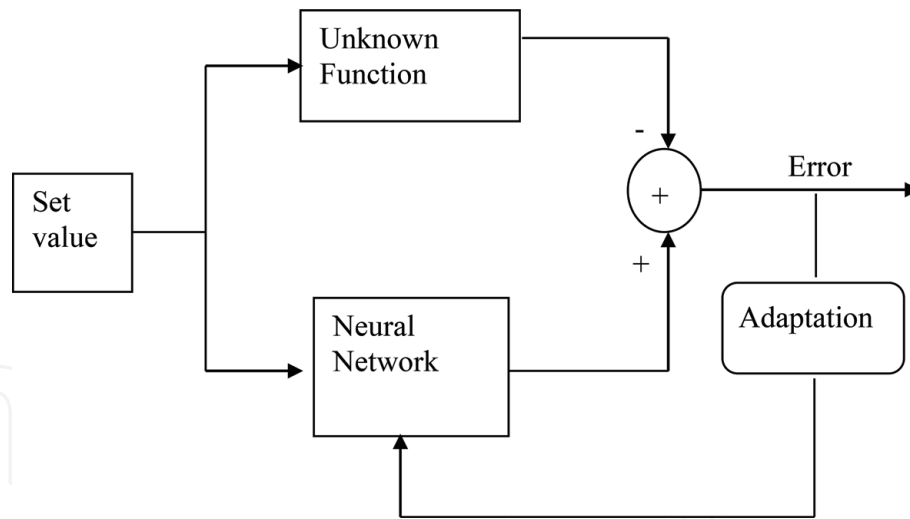 Unknown
Function
-
Error
+
Set
value
+
Neural
Network
Adaptation